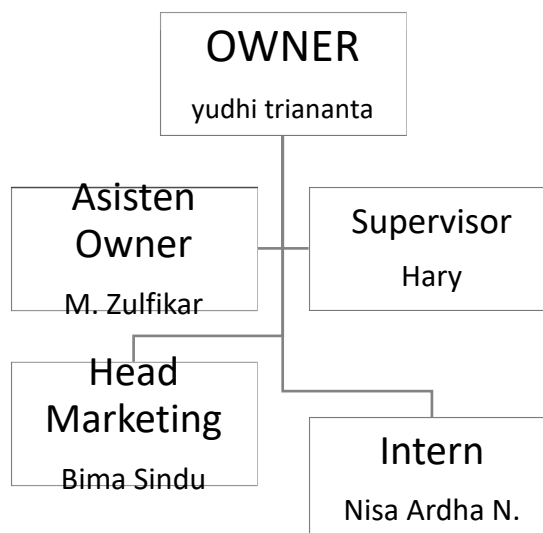 OWNER
yudhi triananta
Asisten
Owner
M. Zulfikar
Supervisor
Hary
Head
Marketing
Bima Sindu
Intern
Nisa Ardha N.